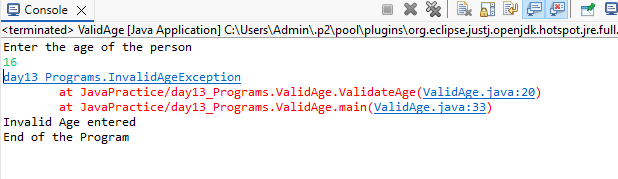 Console
<terminated> ValidAge [Java Application] C:\Users\Admin\.p2\pool\plugins\org.eclipse.justj.openjdk.hotspot.jre.full.
Enter the age of the person
16
day13_Programs.InvalidAgeException
at JavaPractice/day13_Programs.ValidAge.ValidateAge(ValidAge.java:20)
at JavaPractice/day13_Programs.ValidAge.main(ValidAge.java:33)
Invalid Age entered
End of the Program